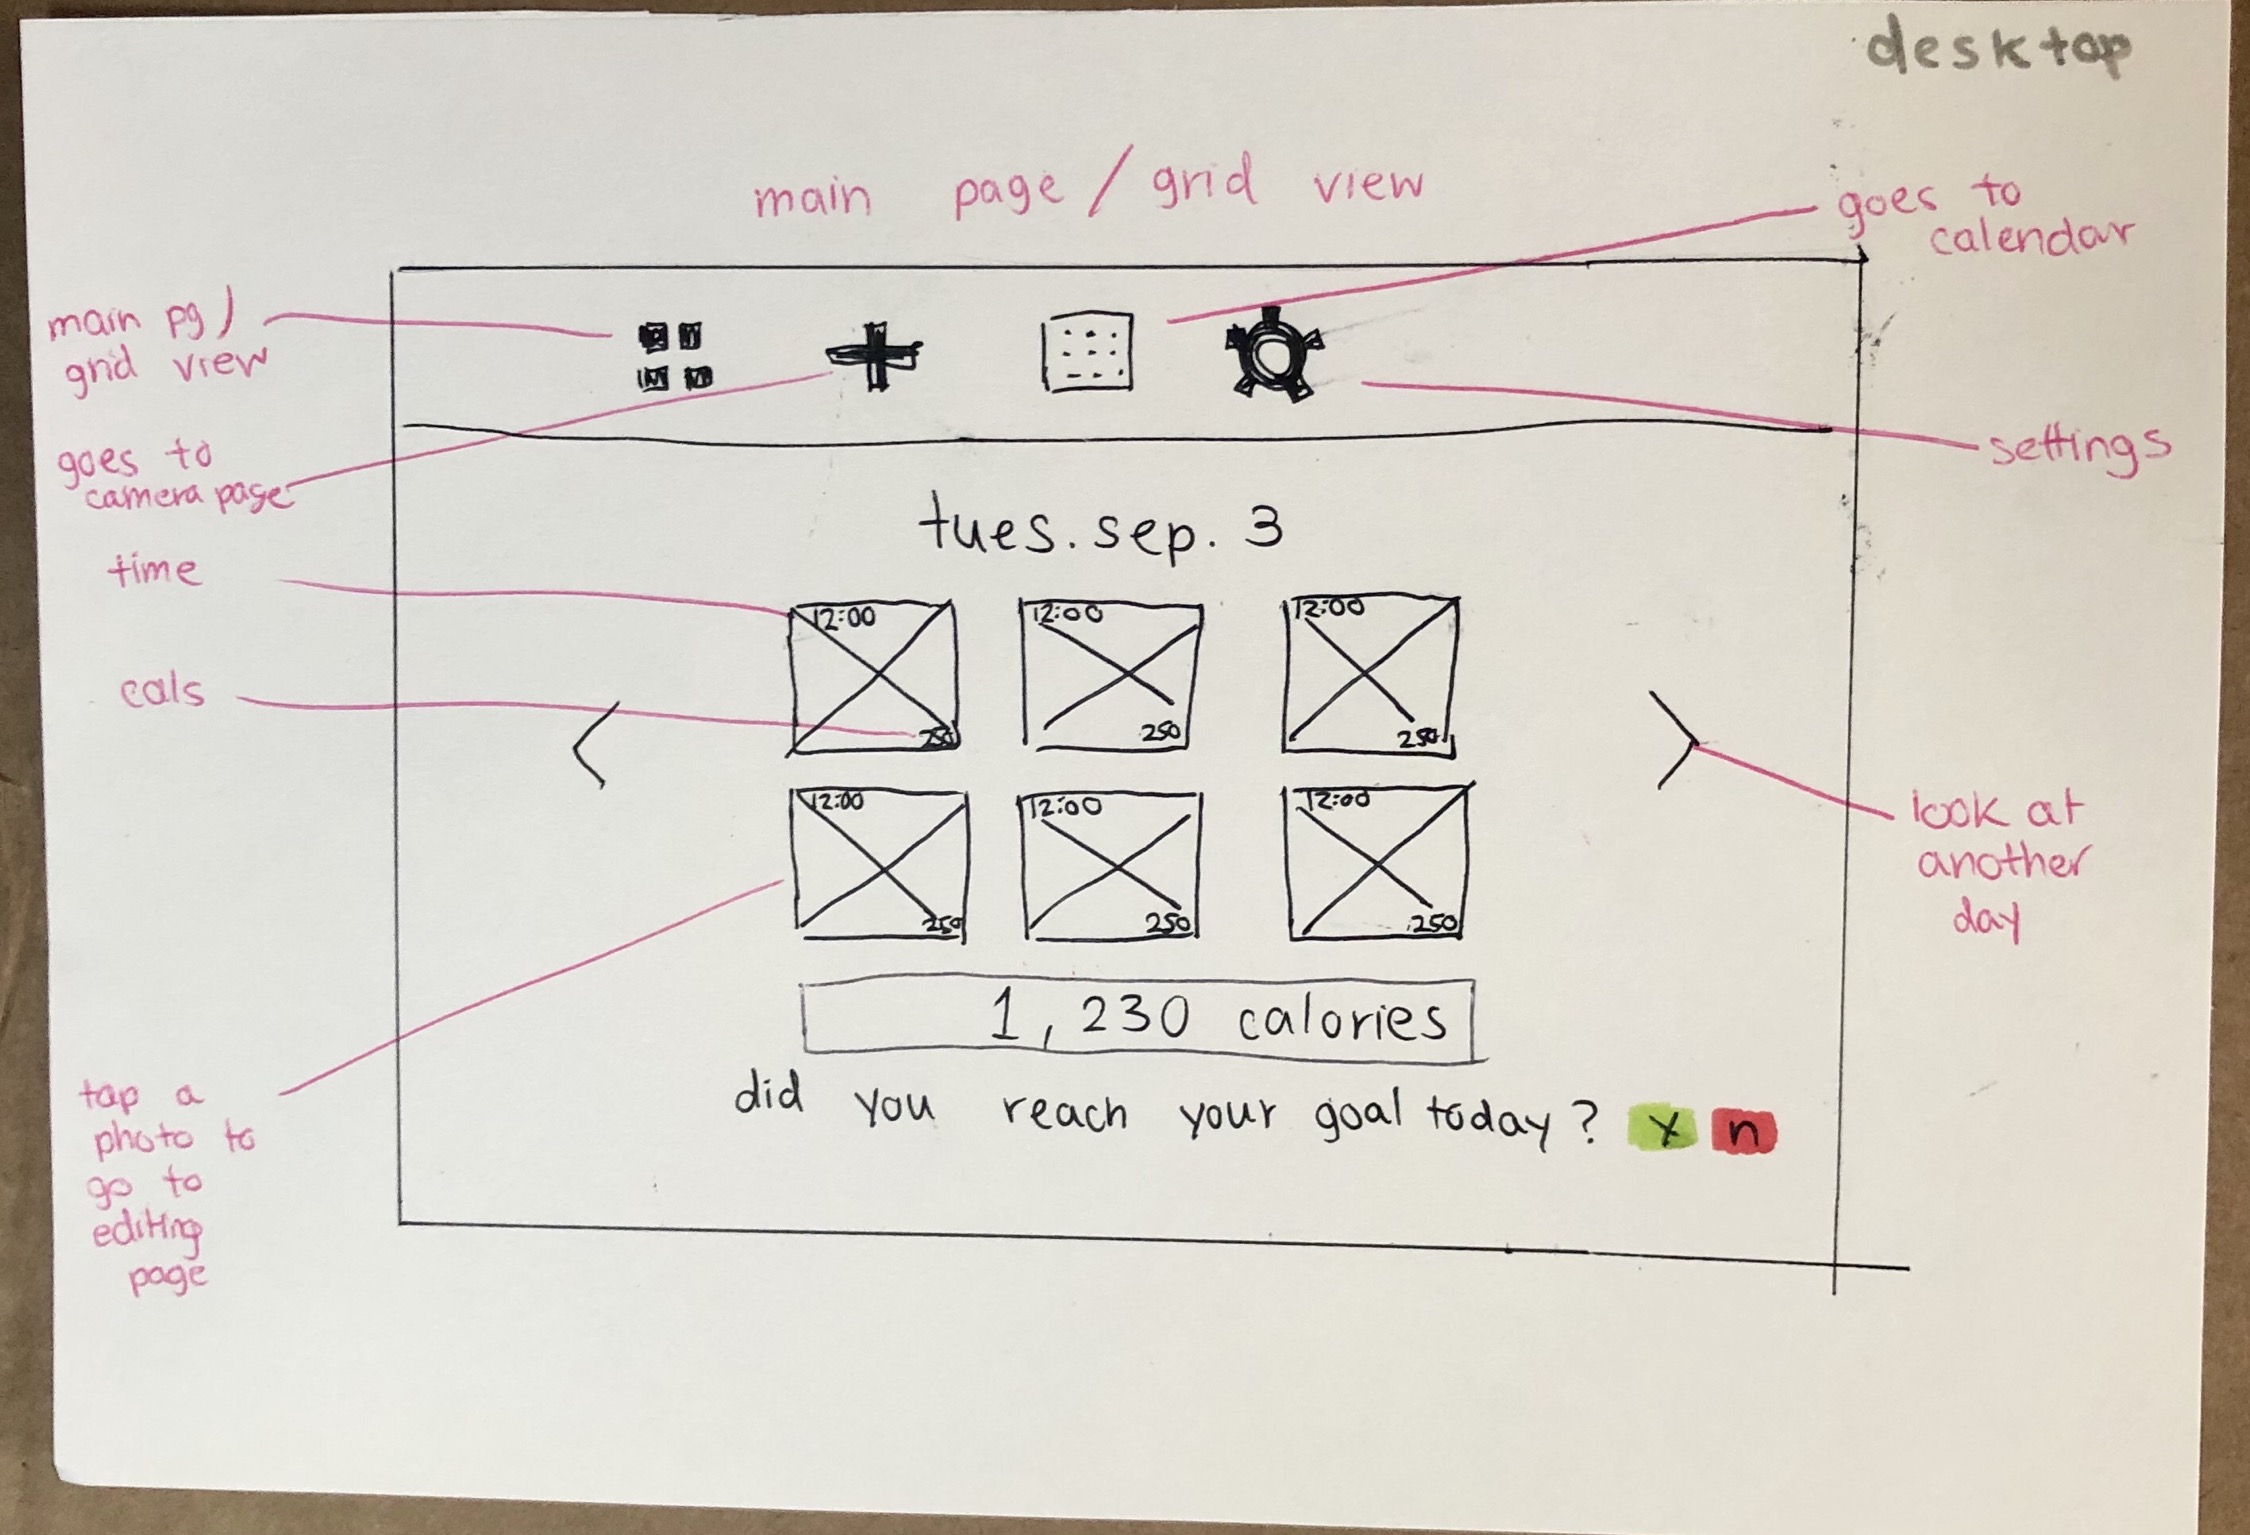 desktop
main page / grid view
goes to
calendar
main pg /
grid view
goes to
camera page
settings
tues. sep. 3
time
12:00 12:00 12:00
cals
250 250 250
12:00 12:00 12:00
250 250 250
look at
another
day
1,230 calories
did you reach your goal today? y n
tap a
photo to
go to
editing
page